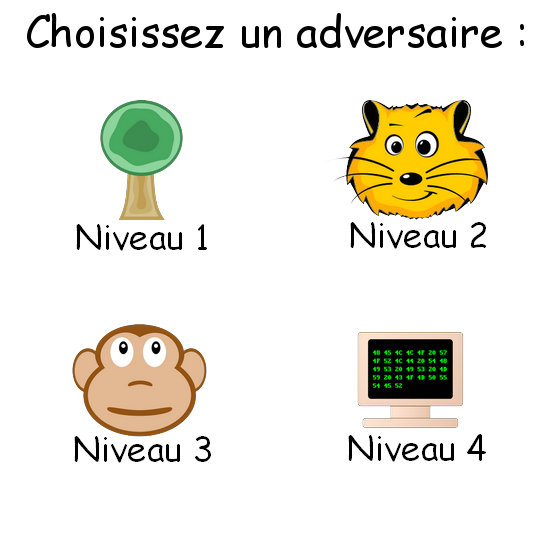 Choisissez un adversaire :
Niveau 1
Niveau 2
Niveau 3
48 45 4C 4C 4F 20 57
4F 52 4C 44 20 54 48
49 53 20 49 53 20 4D
59 20 43 4F 4D 50 55
54 45 52
Niveau 4